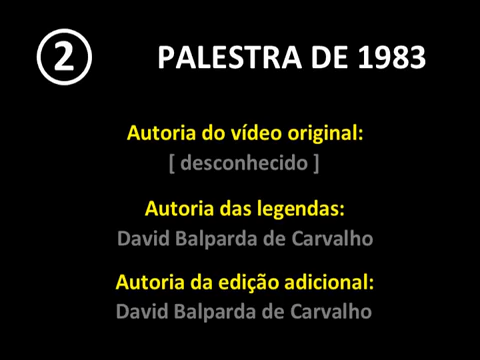 2 PALESTRA DE 1983
Autoria do vídeo original:
[ desconhecido ]
Autoria das legendas:
David Balparda de Carvalho
Autoria da edição adicional:
David Balparda de Carvalho